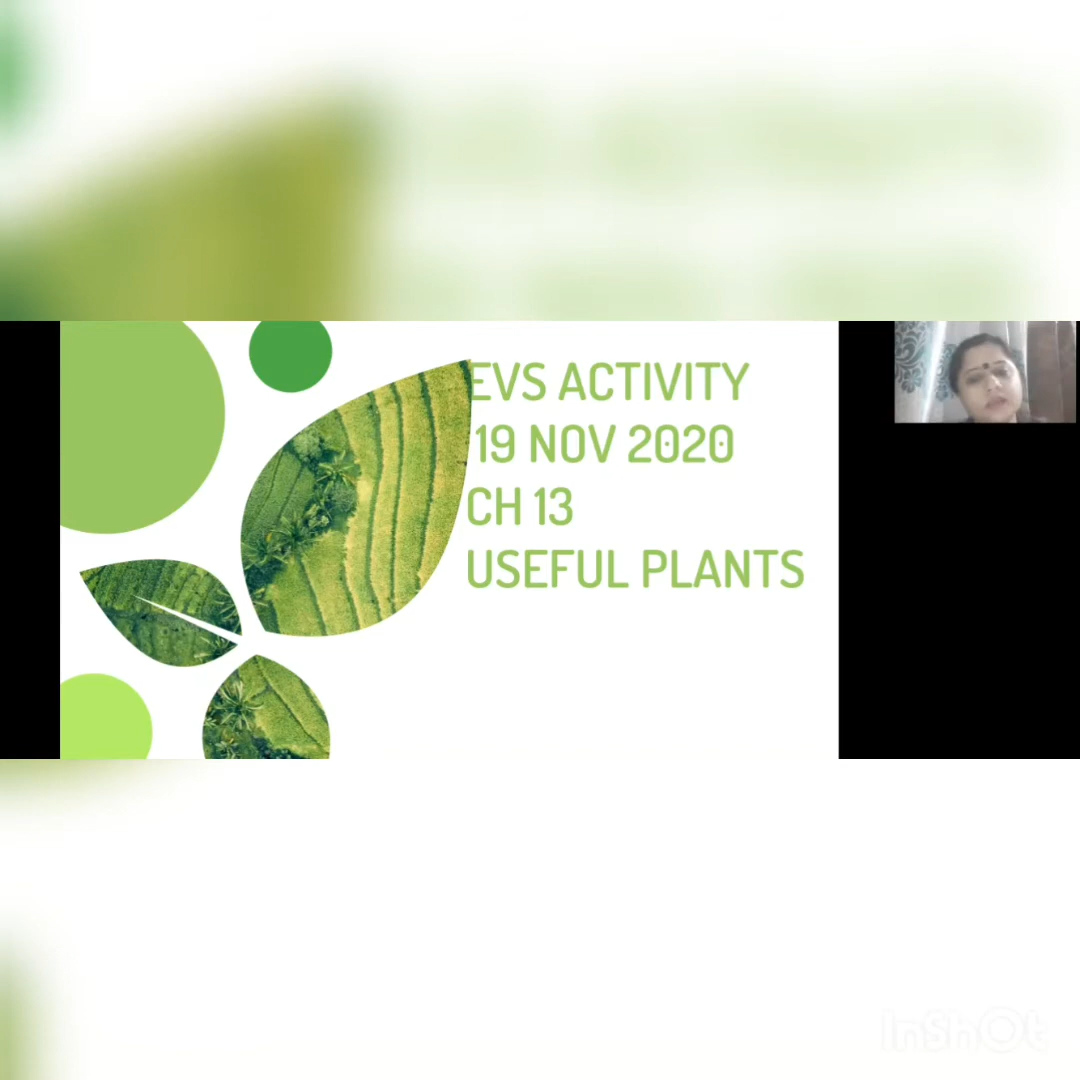 EVS ACTIVITY
19 NOV 2020
CH 13
USEFUL PLANTS
InShOt